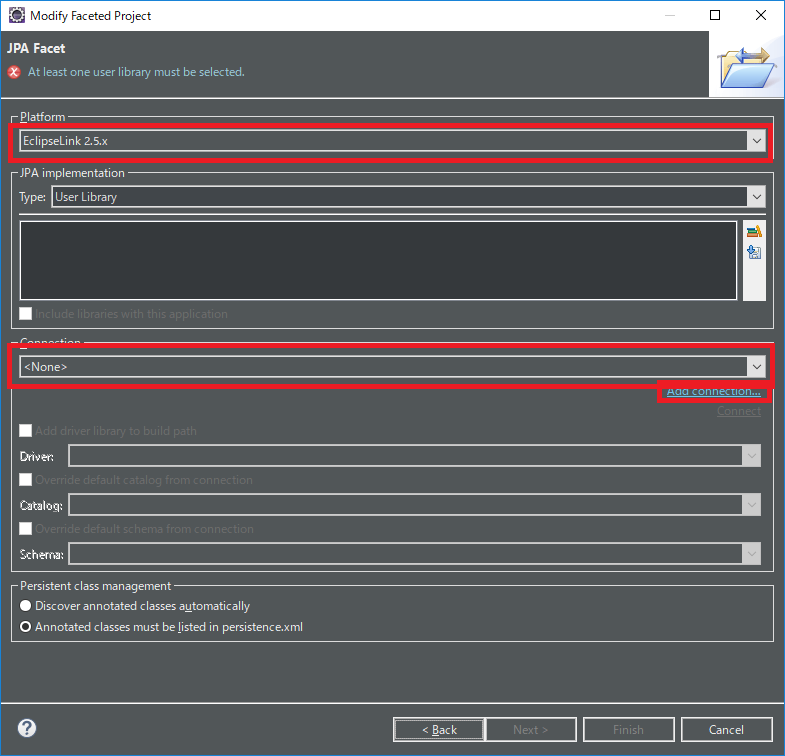 Modify Faceted Project
JPA Facet
At least one user library must be selected.
Platform
EclipseLink 2.5.x
JPA implementation
Type: User Library
Include libraries with this application
Connection
<None>
Add connection...
Connect
Add driver library to build path
Driver:
Override default catalog from connection
Catalog:
Override default schema from connection
Schema:
Persistent class management
Discover annotated classes automatically
Annotated classes must be listed in persistence.xml
< Back Next > Finish Cancel